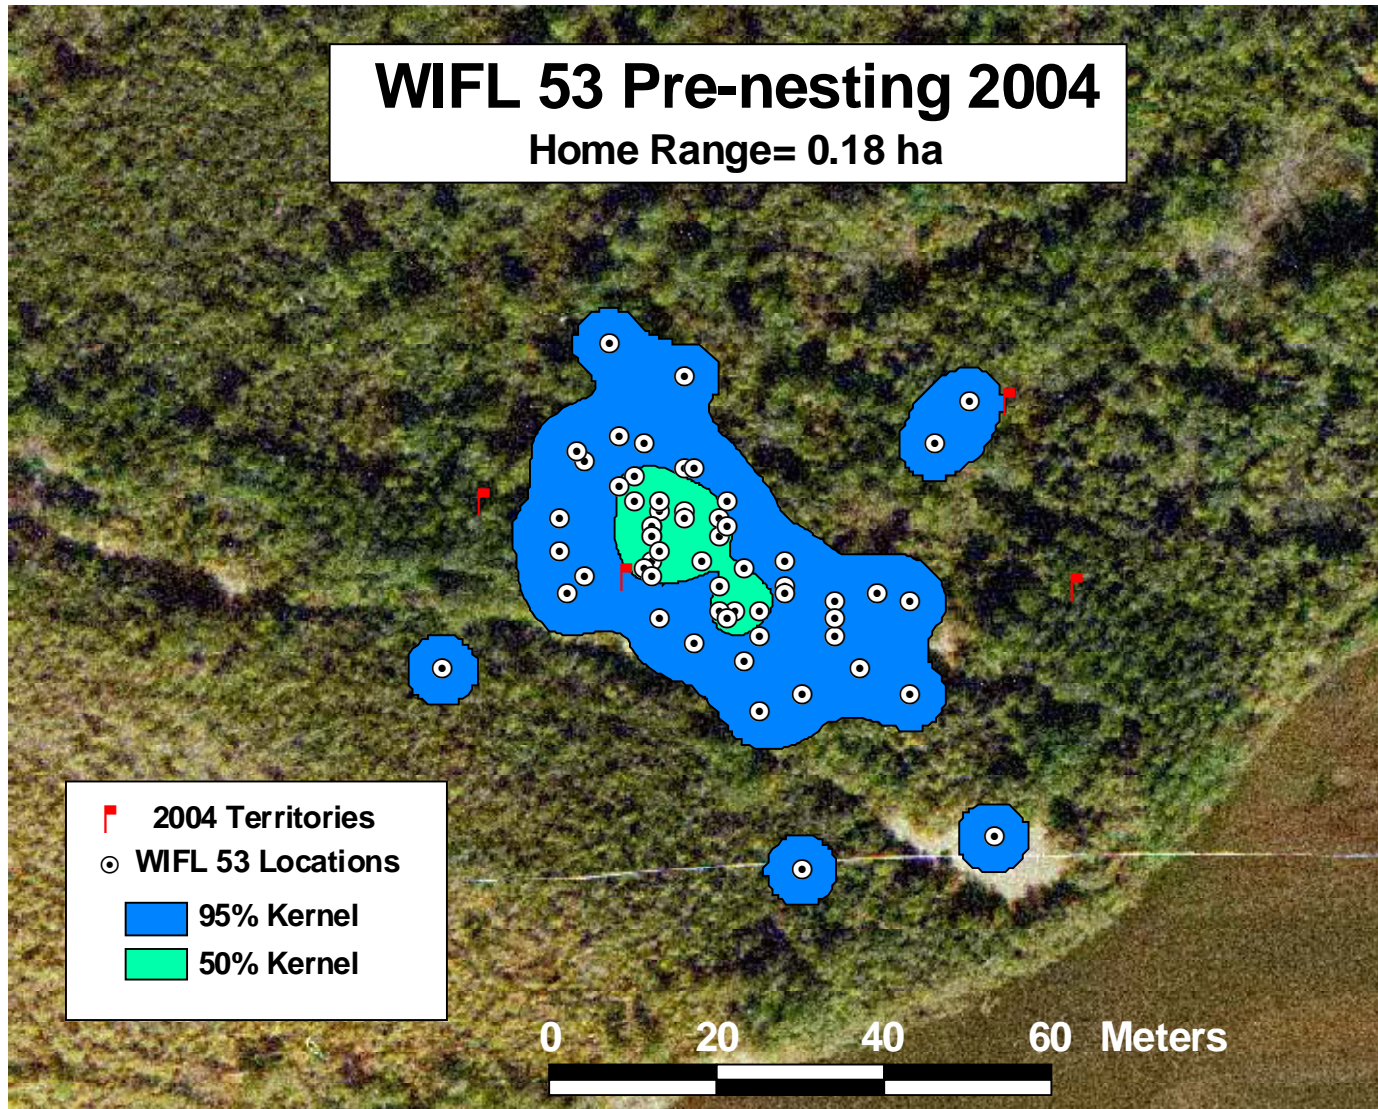 WIFL 53 Pre-nesting 2004
Home Range= 0.18 ha
2004 Territories
WIFL 53 Locations
95% Kernel
50% Kernel
0 20 40 60 Meters